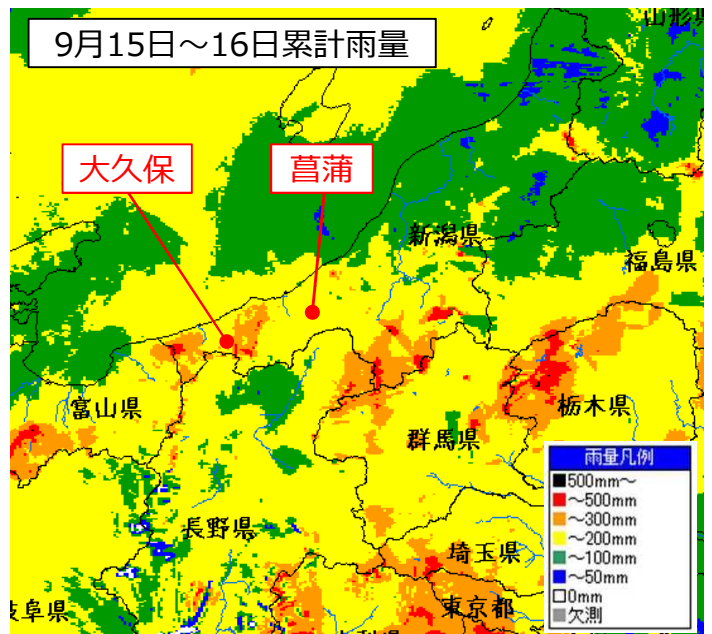 9月15日～16日累計雨量
山形県
大久保
菖蒲
新潟県
福島県
富山県
栃木県
群馬県
長野県
埼玉県
岐阜県
東京都
雨量凡例
500mm～
～500mm
～300mm
～200mm
～100mm
～50mm
0mm
欠測